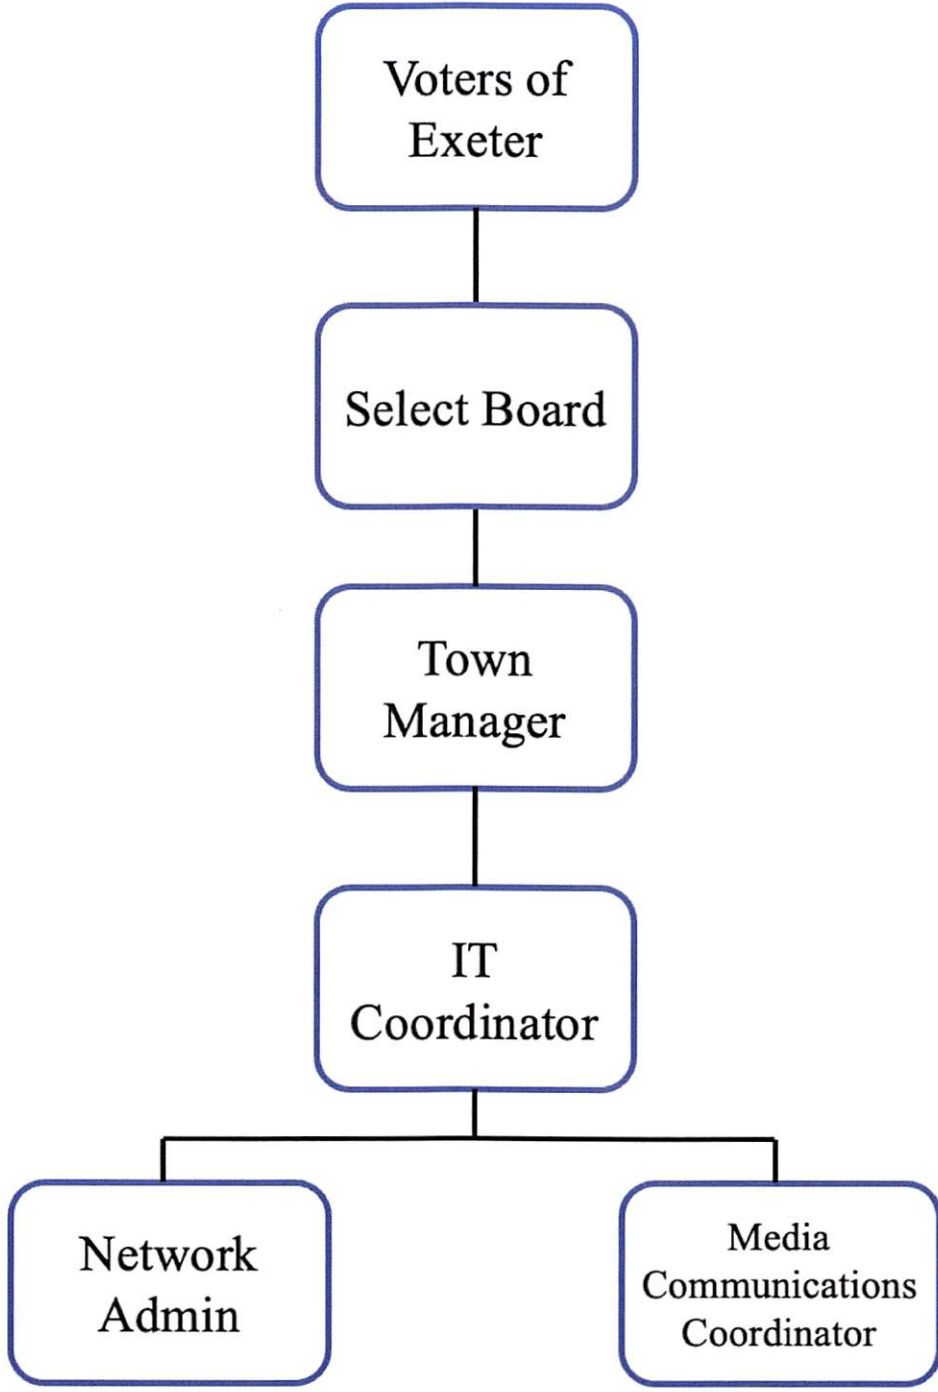 Voters of
Exeter
Select Board
Town
Manager
IT
Coordinator
Network
Admin
Media
Communications
Coordinator